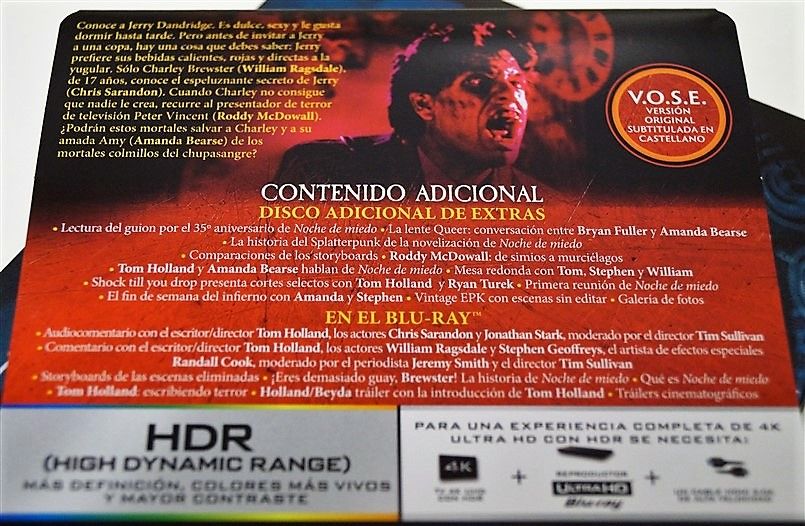 Conoce a Jerry Dandridge. Es dulce, sexy y le gusta
dormir hasta tarde. Pero antes de invitar a Jerry
a una copa, hay una cosa que debes saber: Jerry
prefiere sus bebidas calientes, rojas y directas a la
yugular. Sólo Charley Brewster (William Ragsdale),
de 17 años, conoce el espeluznante secreto de Jerry
(Chris Sarandon). Cuando Charley no consigue
que nadie le crea, recurre al presentador de terror
de televisión Peter Vincent (Roddy McDowall).
¿Podrán estos mortales salvar a Charley y a su
amada Amy (Amanda Bearse) de los
mortales colmillos del chupasangre?
V.O.S.E.
VERSIÓN
ORIGINAL
SUBTITULADA EN
CASTELLANO
CONTENIDO ADICIONAL
DISCO ADICIONAL DE EXTRAS
• Lectura del guion por el 35º aniversario de Noche de miedo • La lente Queer: conversación entre Bryan Fuller y Amanda Bearse
• La historia del Splatterpunk de la novelización de Noche de miedo
• Comparaciones de los storyboards • Roddy McDowall: de simios a murciélagos
• Tom Holland y Amanda Bearse hablan de Noche de miedo • Mesa redonda con Tom, Stephen y William
• Shock till you drop presenta cortes selectos con Tom Holland y Ryan Turek • Primera reunión de Noche de miedo
• El fin de semana del infierno con Amanda y Stephen • Vintage EPK con escenas sin editar • Galería de fotos
EN EL BLU-RAY™
• Audiocomentario con el escritor/director Tom Holland, los actores Chris Sarandon y Jonathan Stark, moderado por el director Tim Sullivan
• Comentario con el escritor/director Tom Holland, los actores William Ragsdale y Stephen Geoffreys, el artista de efectos especiales
Randall Cook, moderado por el periodista Jeremy Smith y el director Tim Sullivan
• Storyboards de las escenas eliminadas • ¡Eres demasiado guay, Brewster! La historia de Noche de miedo • Qué es Noche de miedo
• Tom Holland: escribiendo terror • Holland/Beyda tráiler con la introducción de Tom Holland • Tráilers cinematográficos
HDR
(HIGH DYNAMIC RANGE)
MÁS DEFINICIÓN, COLORES MÁS VIVOS
Y MAYOR CONTRASTE
PARA UNA EXPERIENCIA COMPLETA DE 4K
ULTRA HD CON HDR SE NECESITA:
4K
+
REPRODUCTOR
ULTRA HD
Blu-ray
+
TV 4K UHD
CON HDR
UN CABLE HDMI
DE ALTA VELOCIDAD